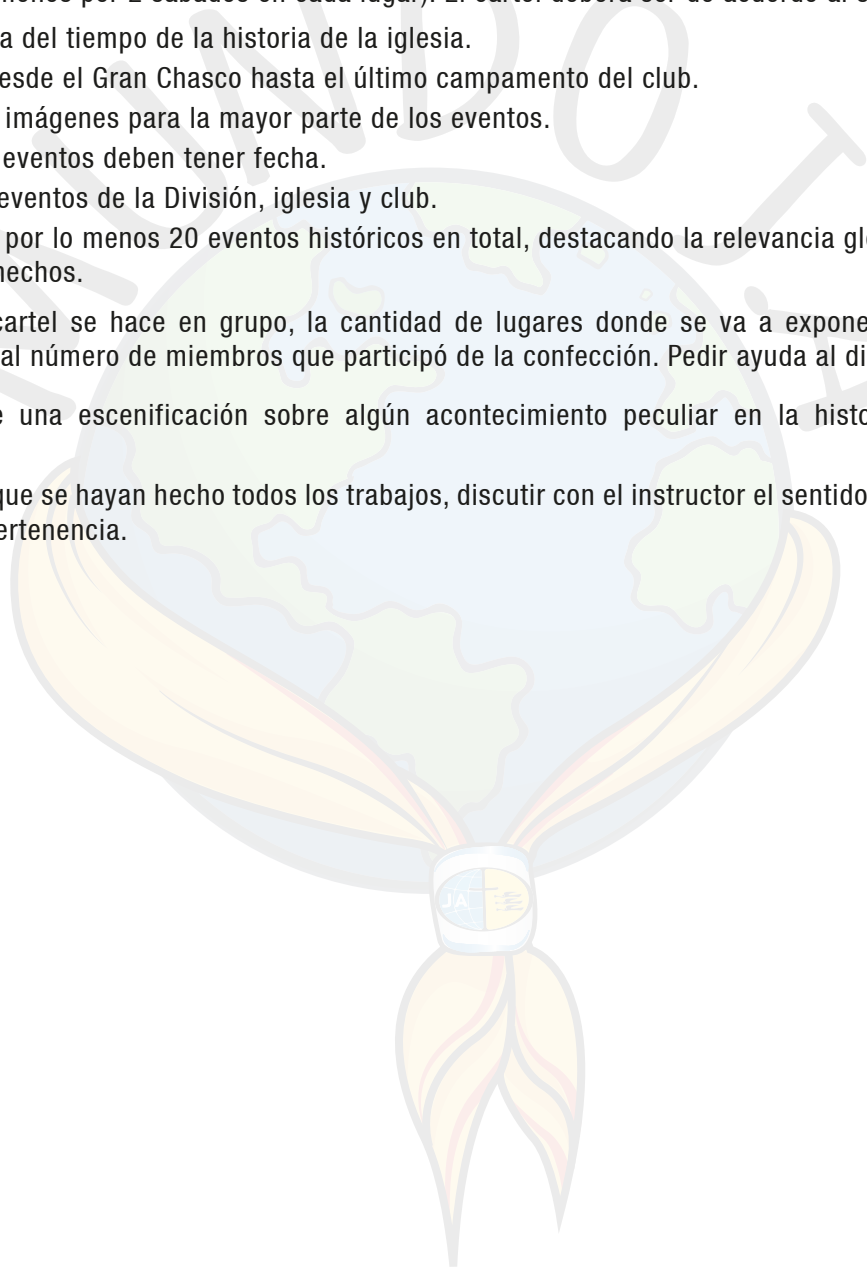 menos por 2 sábados en cada lugar). El cartel deberá ser de acuerdo al s
a del tiempo de la historia de la iglesia.
esde el Gran Chasco hasta el último campamento del club.
imágenes para la mayor parte de los eventos.
eventos deben tener fecha.
eventos de la División, iglesia y club.
por lo menos 20 eventos históricos en total, destacando la relevancia gl
hechos.
cartel se hace en grupo, la cantidad de lugares donde se va a expone
al número de miembros que participó de la confección. Pedir ayuda al di
e una escenificación sobre algún acontecimiento peculiar en la histo
que se hayan hecho todos los trabajos, discutir con el instructor el sentido
ertenencia.
MUNDO JA
JA